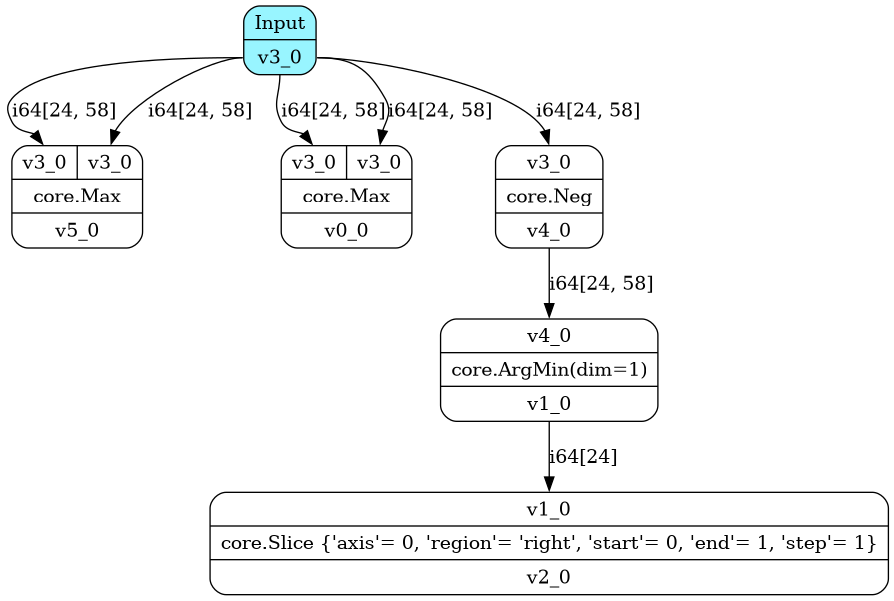 Input
v3_0
i64[24, 58] i64[24, 58] i64[24, 58] i64[24, 58] i64[24, 58]
v3_0 v3_0 v3_0 v3_0 v3_0
core.Max core.Max core.Neg
v5_0 v0_0 v4_0
i64[24, 58]
v4_0
core.ArgMin(dim=1)
v1_0
i64[24]
v1_0
core.Slice {'axis'= 0, 'region'= 'right', 'start'= 0, 'end'= 1, 'step'= 1}
v2_0